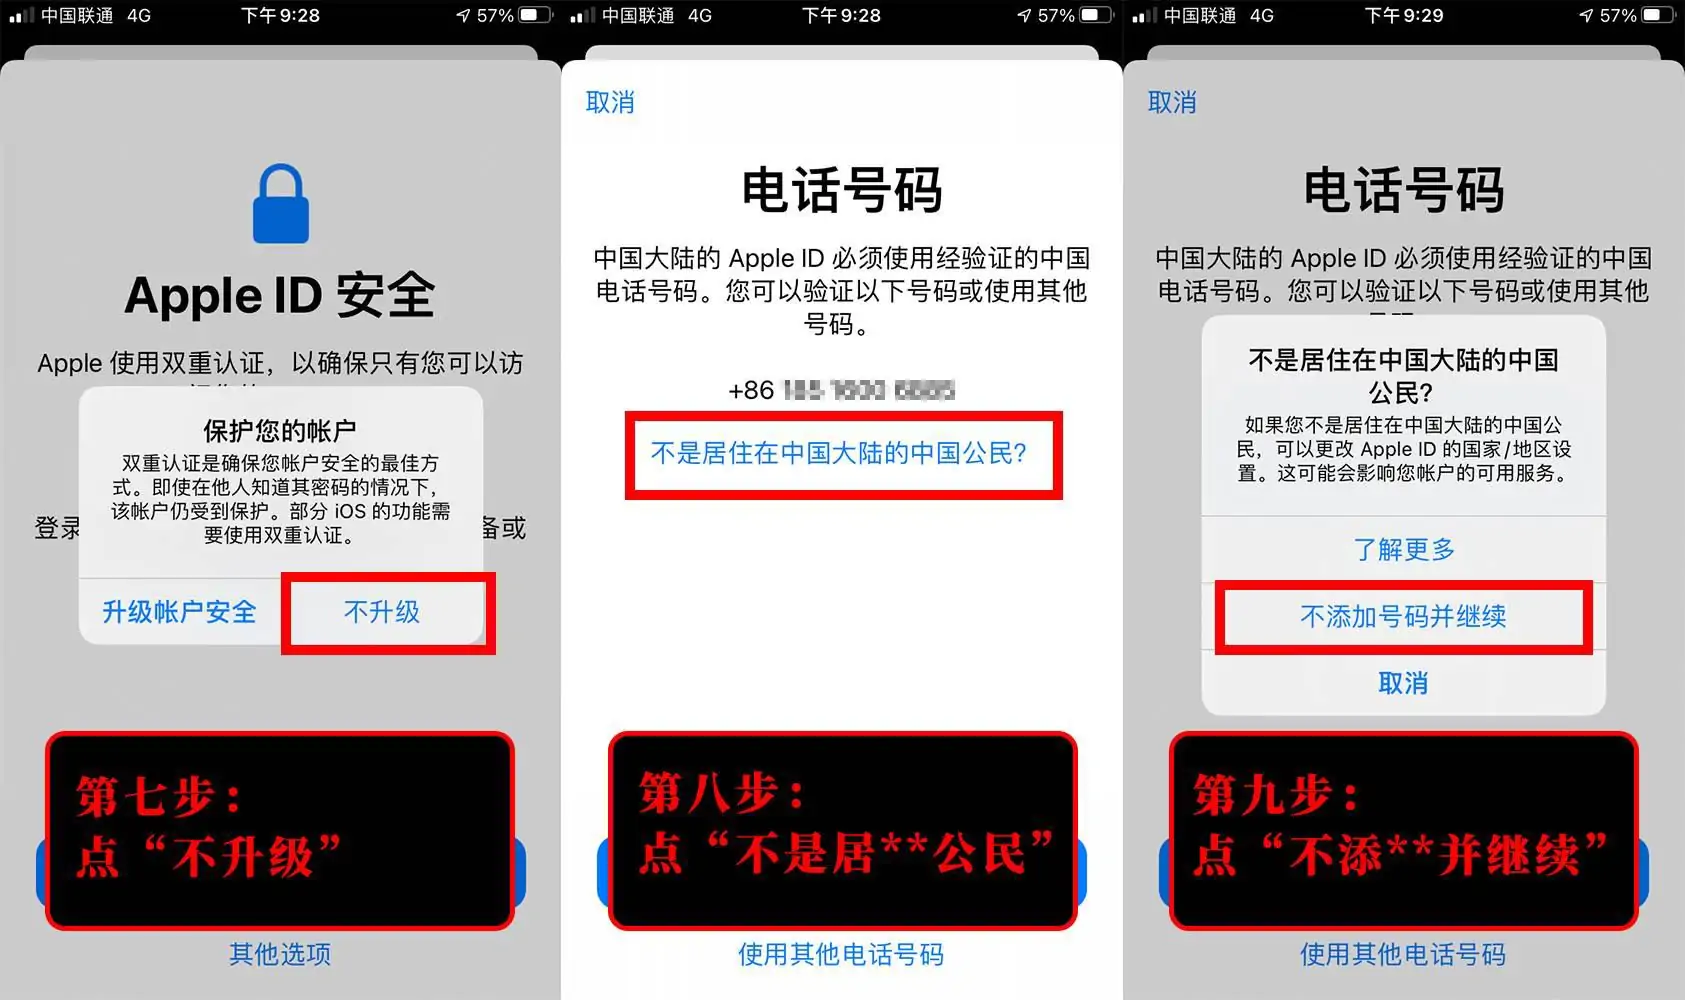 中国联通 4G 下午9:28 57%
Apple ID 安全
Apple 使用双重认证，以确保只有您可以访
保护您的帐户
双重认证是确保您帐户安全的最佳方
式。即使在他人知道其密码的情况下，
该帐户仍受到保护。部分 iOS 的功能需
要使用双重认证。
登录
备或
升级帐户安全 不升级
第七步：
点“不升级”
其他选项
中国联通 4G 下午9:28 57%
取消
电话号码
中国大陆的 Apple ID 必须使用经验证的中国
电话号码。您可以验证以下号码或使用其他
号码。
+86
不是居住在中国大陆的中国公民？
第八步：
点“不是居**公民”
使用其他电话号码
中国联通 4G 下午9:29 57%
取消
电话号码
中国大陆的 Apple ID 必须使用经验证的中国
电话号码。您可以验证以下号码或使用其他
不是居住在中国大陆的中国
公民？
如果您不是居住在中国大陆的中国公
民，可以更改 Apple ID 的国家/地区设
置。这可能会影响您帐户的可用服务。
了解更多
不添加号码并继续
取消
第九步：
点“不添**并继续”
使用其他电话号码